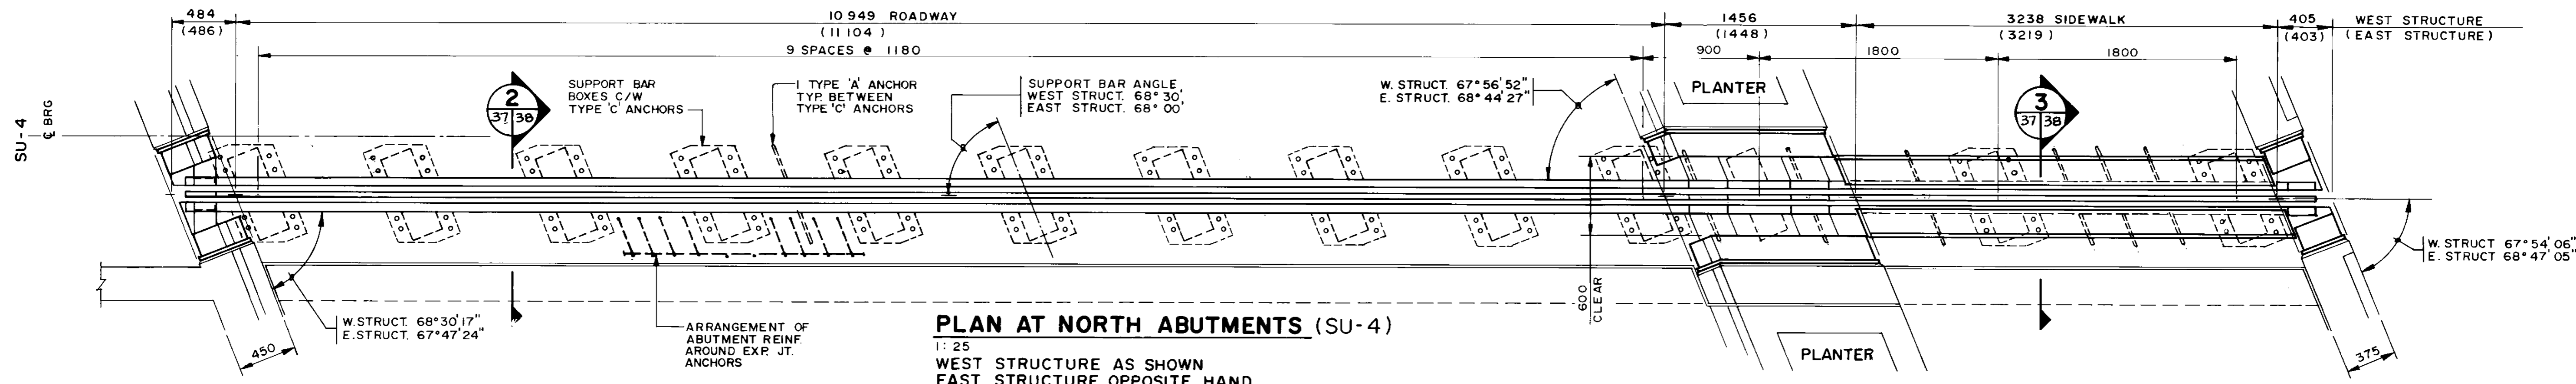 484
(486)
10 949 ROADWAY
(11 104)
9 SPACES @ 1180
1456
(1448)
3238 SIDEWALK
(3219)
405
(403)
WEST STRUCTURE
(EAST STRUCTURE)
900
1800
1800
SU-4
℄ BRG
2
37 38
SUPPORT BAR
BOXES C/W
TYPE 'C' ANCHORS
1 TYPE 'A' ANCHOR
TYP. BETWEEN
TYPE 'C' ANCHORS
SUPPORT BAR ANGLE
WEST STRUCT. 68° 30'
EAST STRUCT. 68° 00'
W. STRUCT. 67°56'52"
E. STRUCT. 68°44'27"
PLANTER
3
37 38
W. STRUCT. 68°30'17"
E. STRUCT. 67°47'24"
450
ARRANGEMENT OF
ABUTMENT REINF.
AROUND EXP. JT.
ANCHORS
600
CLEAR
W. STRUCT 67°54'06"
E. STRUCT 68°47'05"
375
PLANTER
PLAN AT NORTH ABUTMENTS (SU-4)
1:25
WEST STRUCTURE AS SHOWN
EAST STRUCTURE OPPOSITE HAND